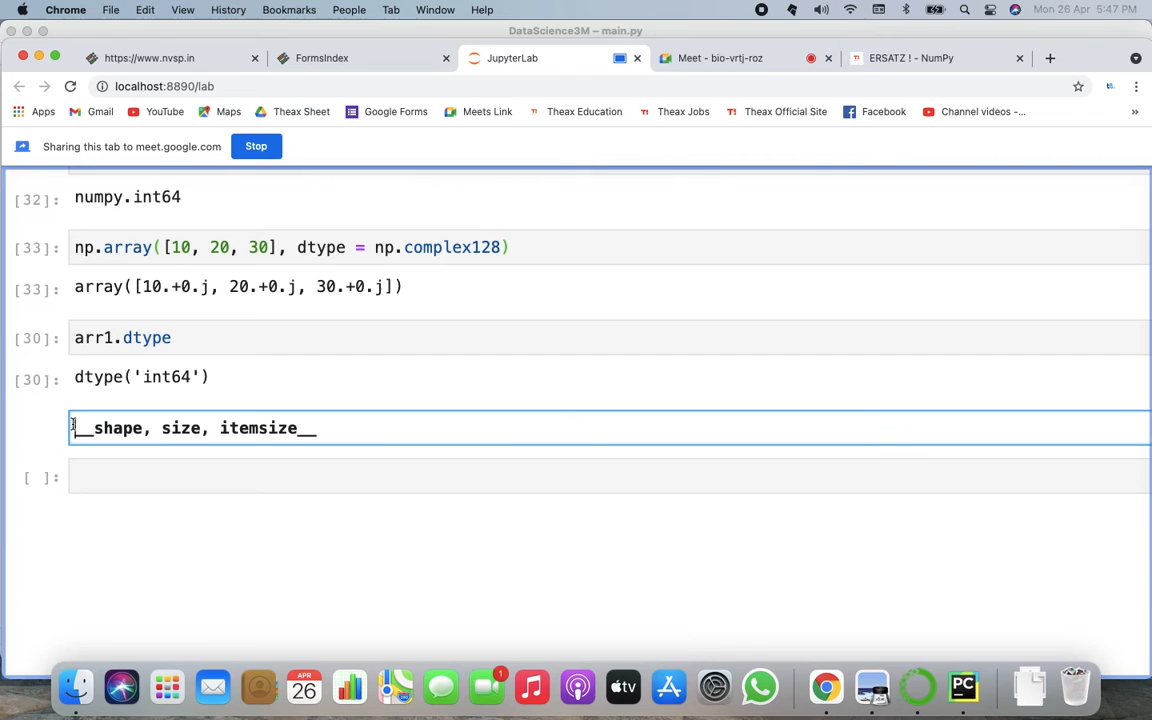 Chrome File Edit View History Bookmarks People Tab Window Help Mon 26 Apr 5:47 PM
DataScience3M – main.py
https://www.nvsp.in FormsIndex JupyterLab Meet - bio-vrtj-roz ERSATZ ! - NumPy
localhost:8890/lab
Apps Gmail YouTube Maps Theax Sheet Google Forms Meets Link Theax Education Theax Jobs Theax Official Site Facebook Channel videos -... »
Sharing this tab to meet.google.com Stop
[32]: numpy.int64
[33]: np.array([10, 20, 30], dtype = np.complex128)
[33]: array([10.+0.j, 20.+0.j, 30.+0.j])
[30]: arr1.dtype
[30]: dtype('int64')
__shape, size, itemsize__
[ ]:
APR 26 1 tv PC